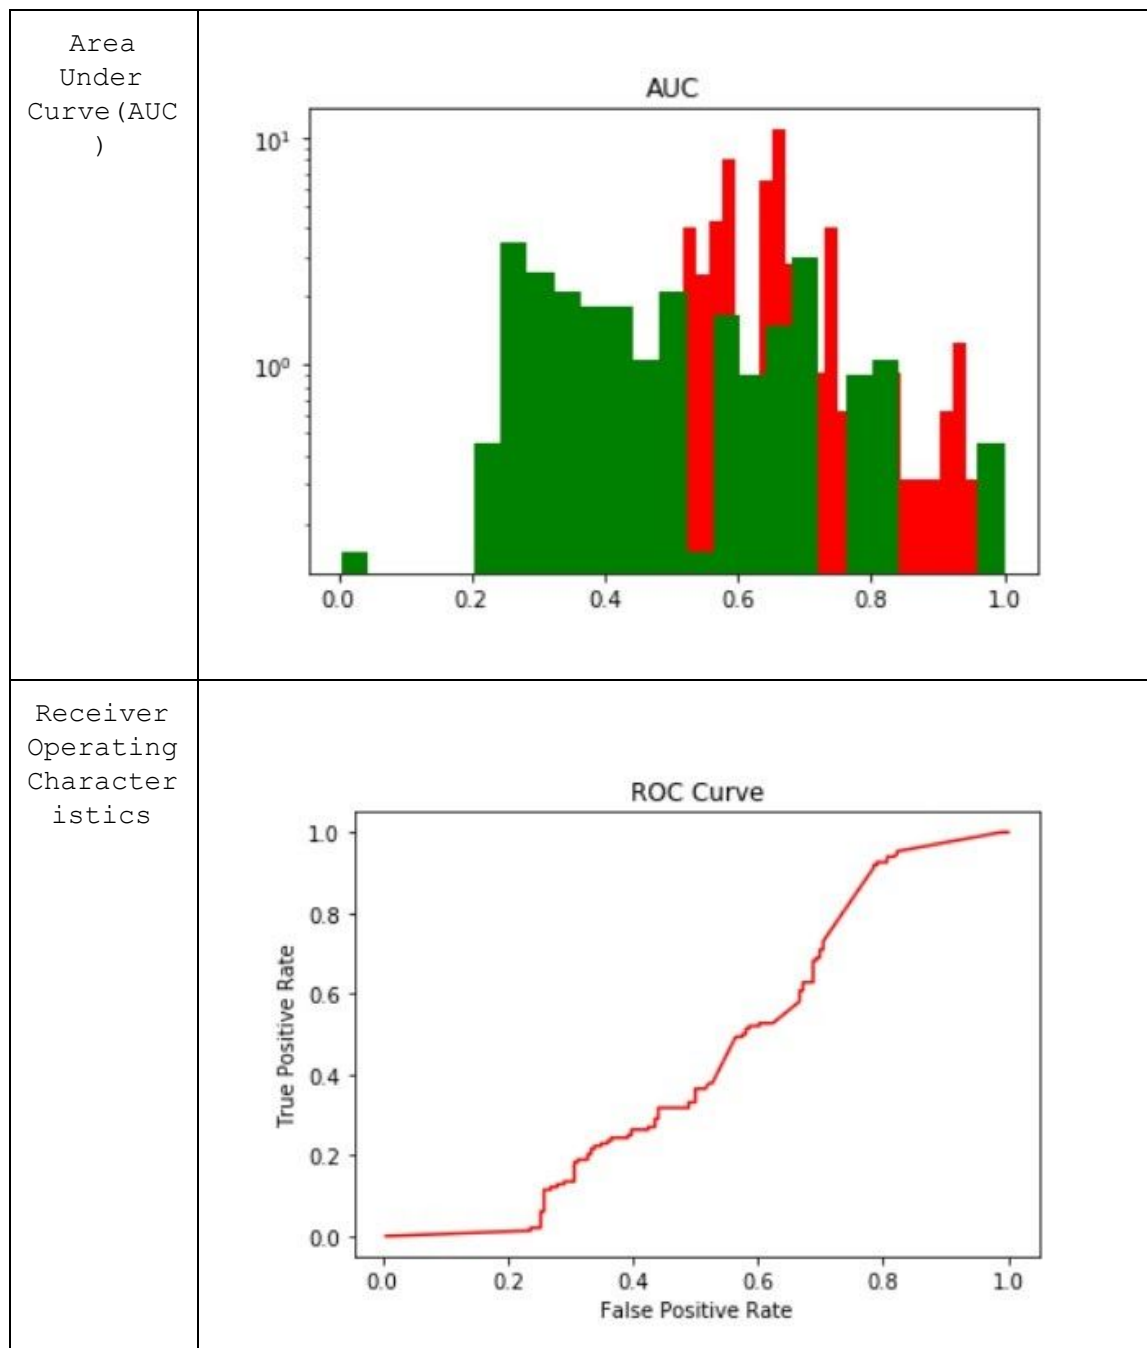 Area
Under
Curve(AUC
)
AUC
10¹
10⁰
0.0 0.2 0.4 0.6 0.8 1.0
Receiver
Operating
Character
istics
ROC Curve
1.0
0.8
0.6
0.4
0.2
0.0
True Positive Rate
0.0 0.2 0.4 0.6 0.8 1.0
False Positive Rate